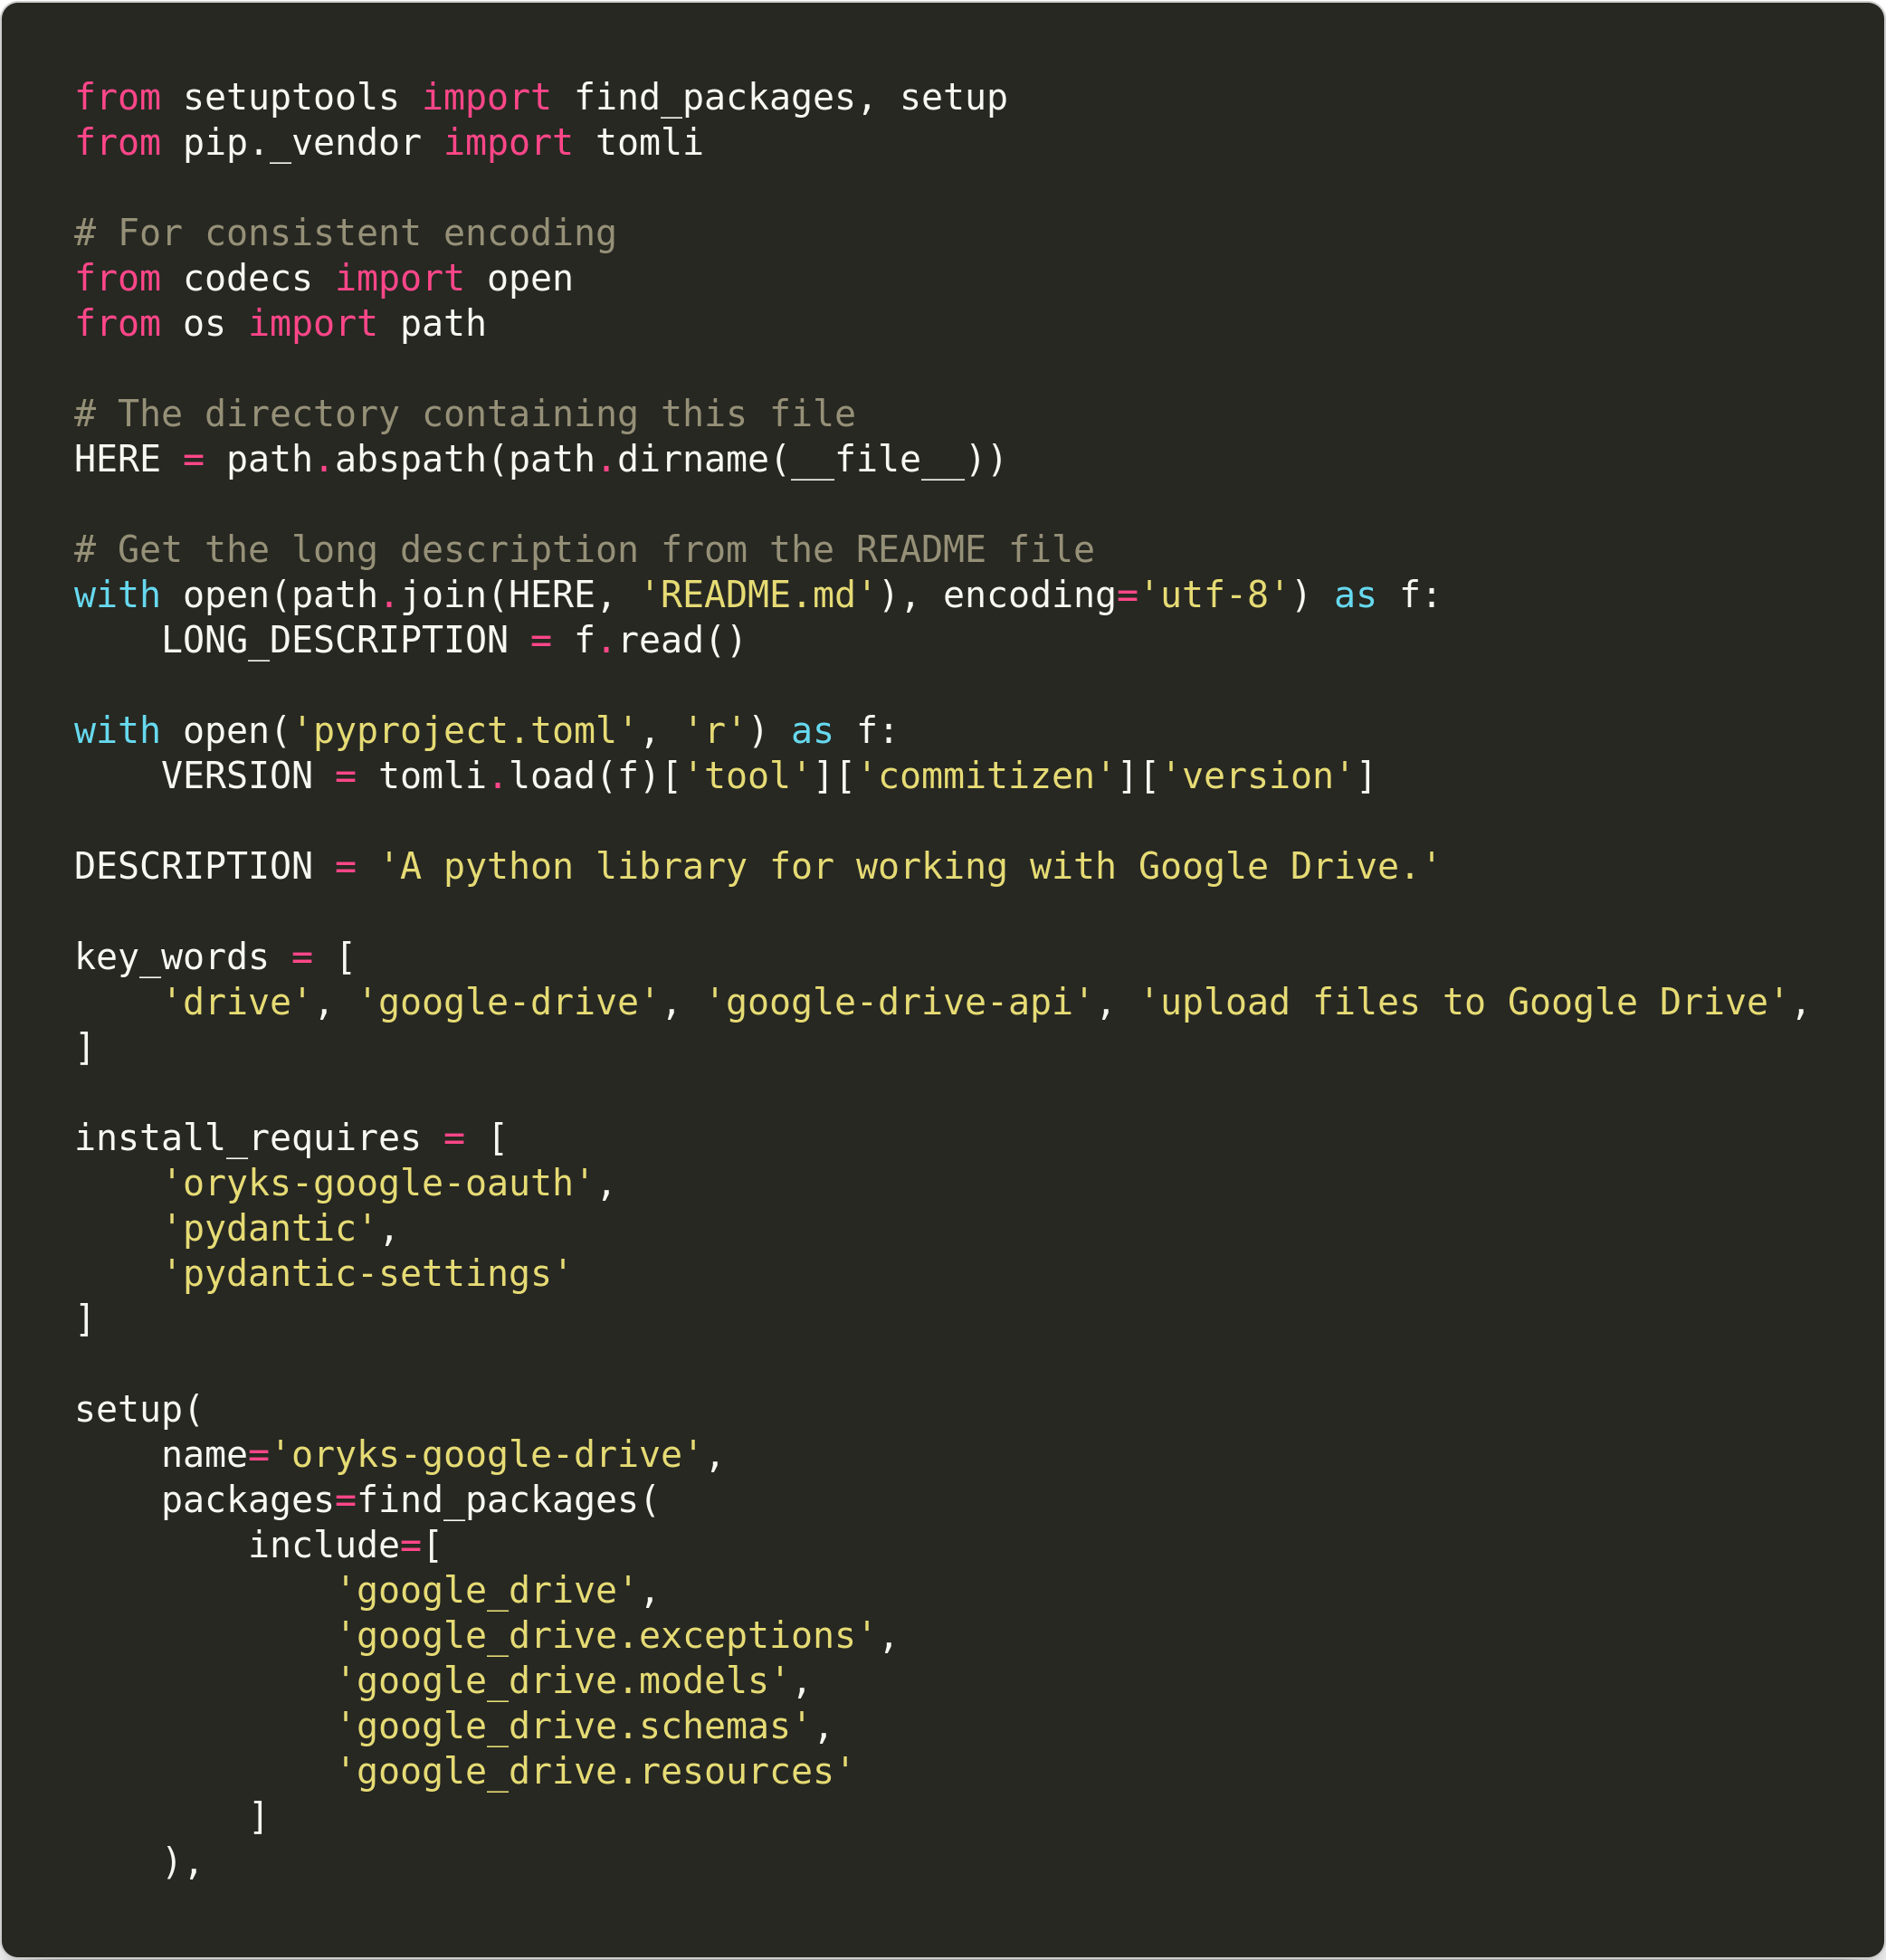 from setuptools import find_packages, setup
from pip._vendor import tomli

# For consistent encoding
from codecs import open
from os import path

# The directory containing this file
HERE = path.abspath(path.dirname(__file__))

# Get the long description from the README file
with open(path.join(HERE, 'README.md'), encoding='utf-8') as f:
    LONG_DESCRIPTION = f.read()

with open('pyproject.toml', 'r') as f:
    VERSION = tomli.load(f)['tool']['commitizen']['version']

DESCRIPTION = 'A python library for working with Google Drive.'

key_words = [
    'drive', 'google-drive', 'google-drive-api', 'upload files to Google Drive',
]

install_requires = [
    'oryks-google-oauth',
    'pydantic',
    'pydantic-settings'
]

setup(
    name='oryks-google-drive',
    packages=find_packages(
        include=[
            'google_drive',
            'google_drive.exceptions',
            'google_drive.models',
            'google_drive.schemas',
            'google_drive.resources'
        ]
    ),